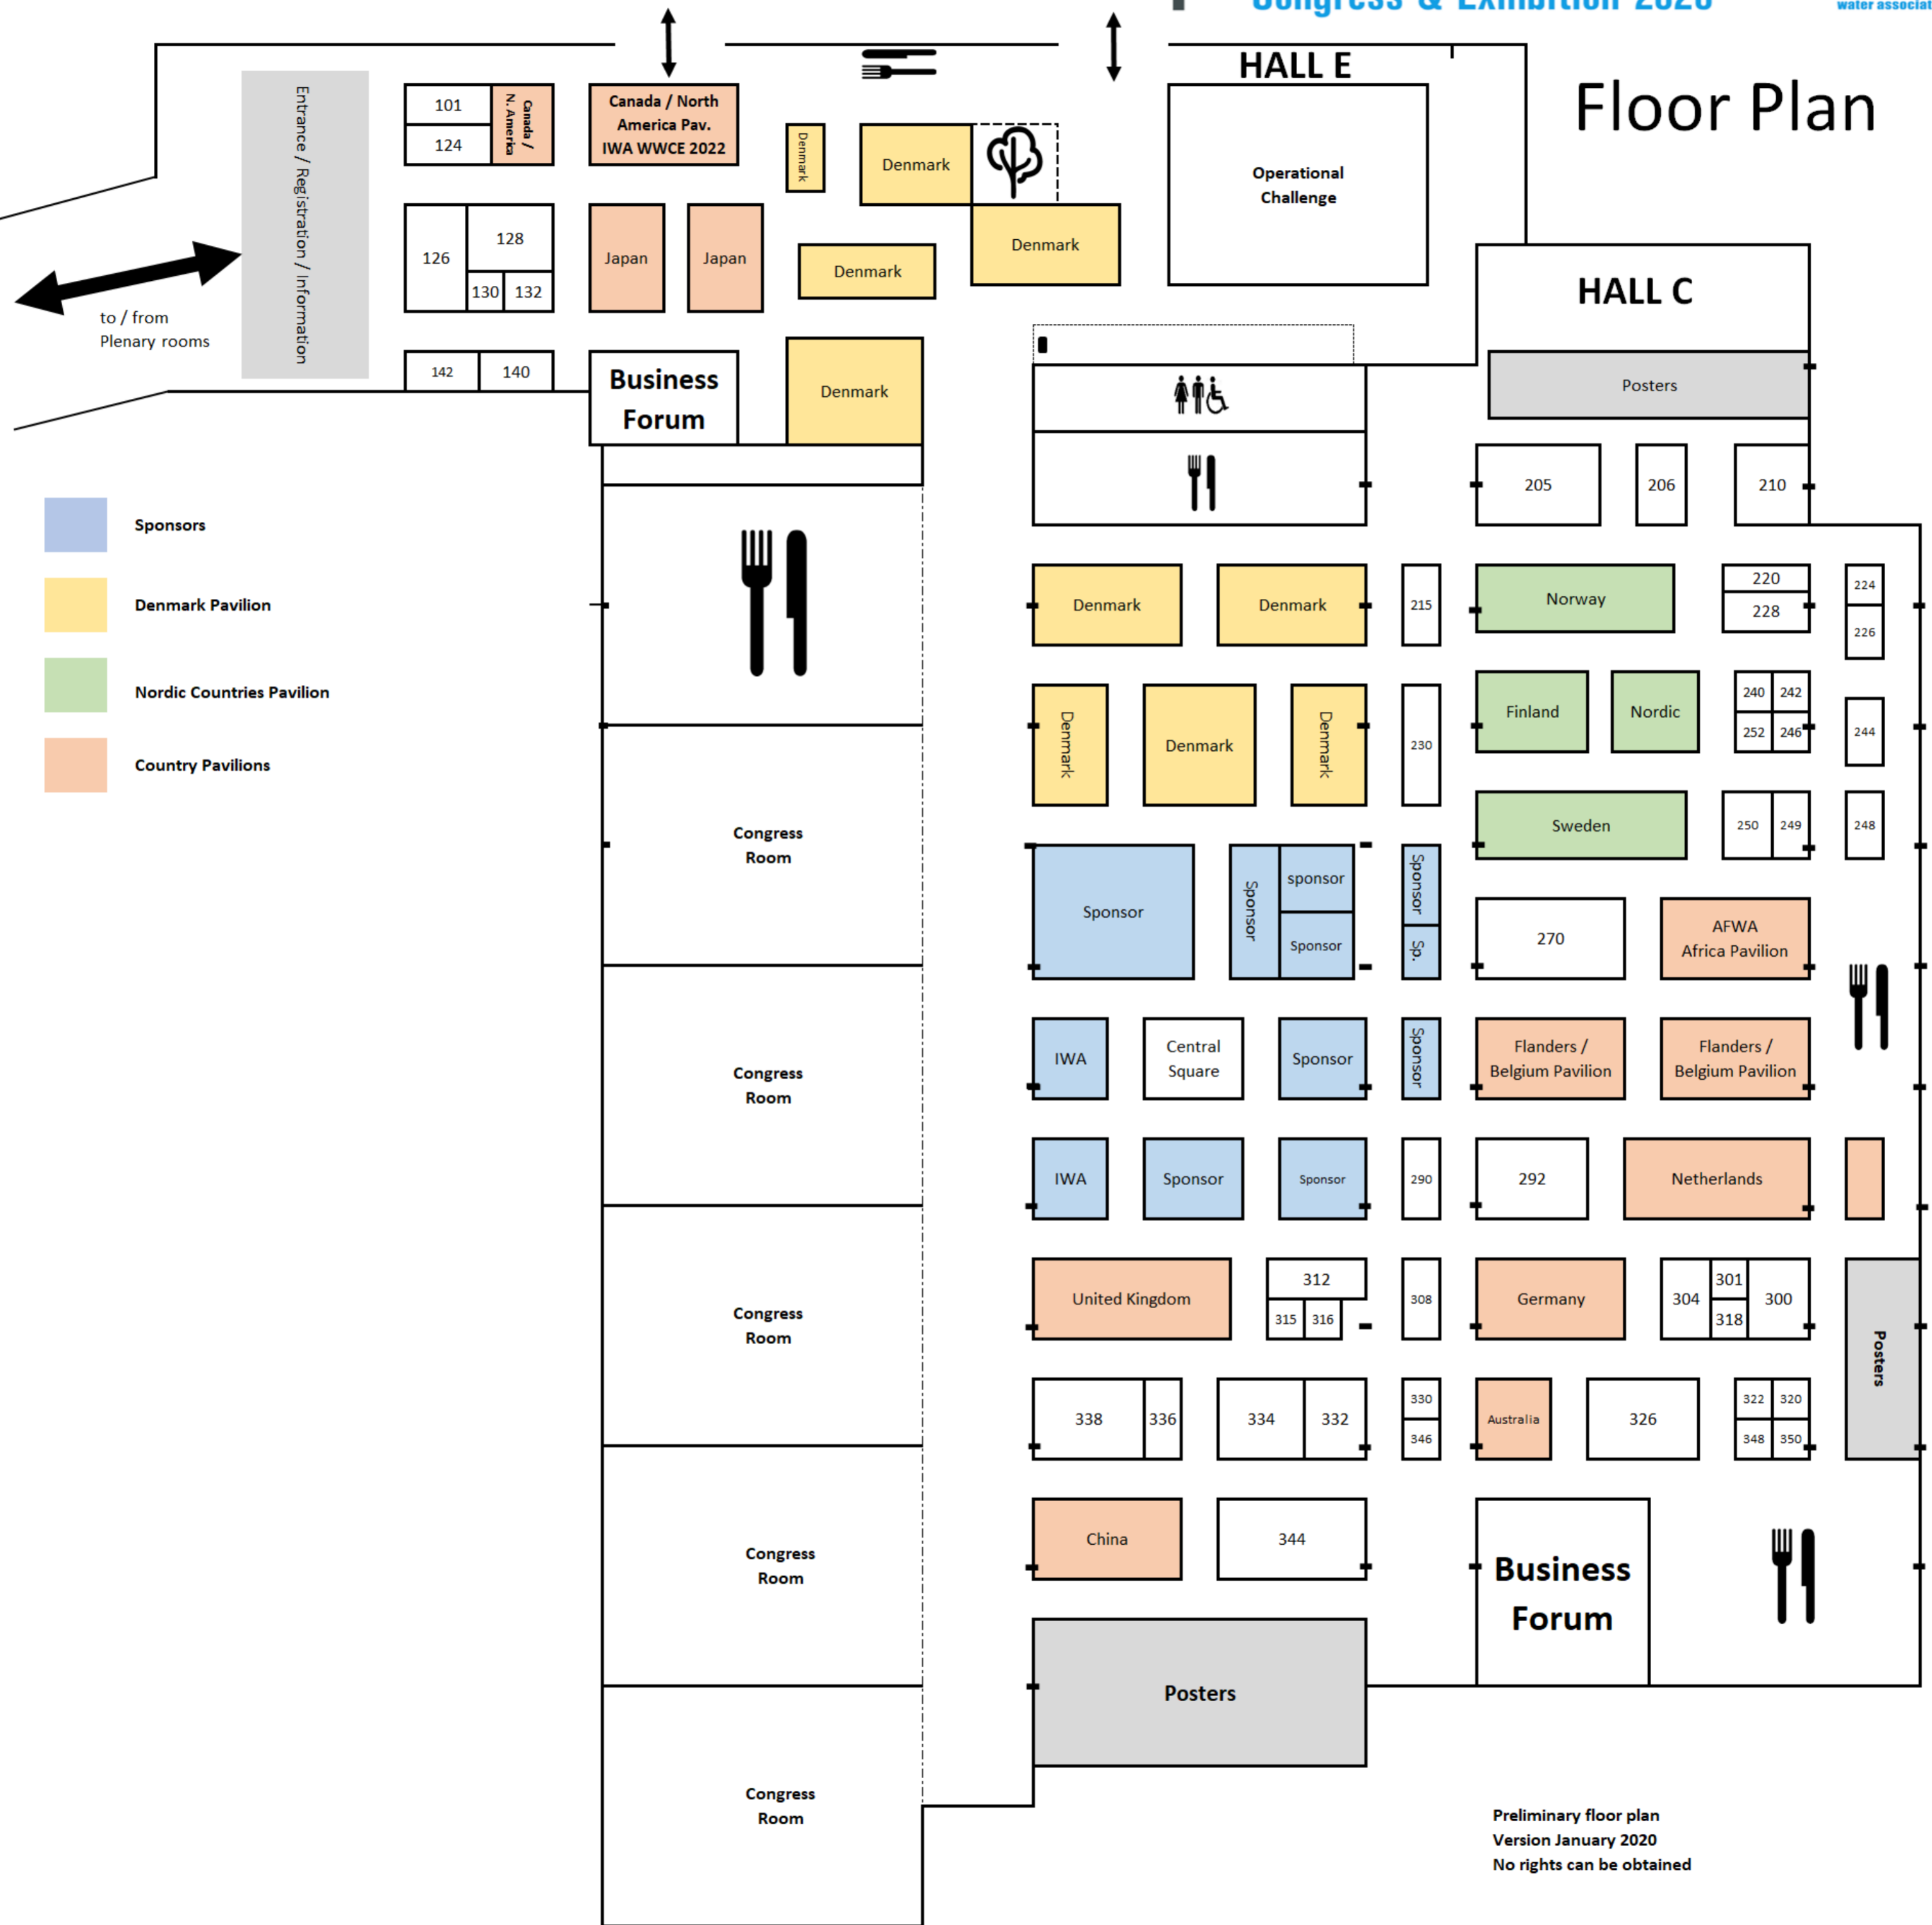 Congress & Exhibition 2020
HALL E
Floor Plan
Entrance / Registration / Information
101
124
Canada /
N. America
Canada / North
America Pav.
IWA WWCE 2022
Denmark
Denmark
Denmark
Denmark
Operational
Challenge
126
128
130
132
Japan
Japan
to / from
Plenary rooms
142
140
Business
Forum
Denmark
HALL C
Posters
205
206
210
Sponsors
Denmark Pavilion
Nordic Countries Pavilion
Country Pavilions
Denmark
Denmark
215
Norway
220
228
224
226
Denmark
Denmark
Denmark
230
Finland
Nordic
240
242
252
246
244
Congress
Room
Sweden
250
249
248
Sponsor
Sponsor
sponsor
Sponsor
Sponsor
Sp.
270
AFWA
Africa Pavilion
Congress
Room
IWA
Central
Square
Sponsor
Sponsor
Flanders /
Belgium Pavilion
Flanders /
Belgium Pavilion
IWA
Sponsor
Sponsor
290
292
Netherlands
Congress
Room
United Kingdom
312
315
316
308
Germany
304
301
318
300
Posters
338
336
334
332
330
346
Australia
326
322
320
348
350
Congress
Room
China
344
Business
Forum
Posters
Congress
Room
Preliminary floor plan
Version January 2020
No rights can be obtained